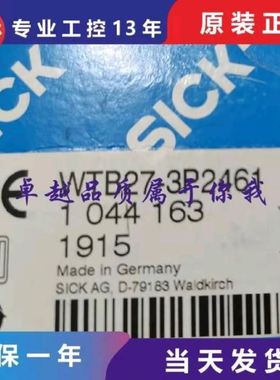 专业工控13年
原装正
SICK
SICK
CE
WTB27-3P2461
1 044 163
卓越品质属于你我
1915
Made in Germany
SICK AG, D-79183 Waldkirch
保一年
当天发货